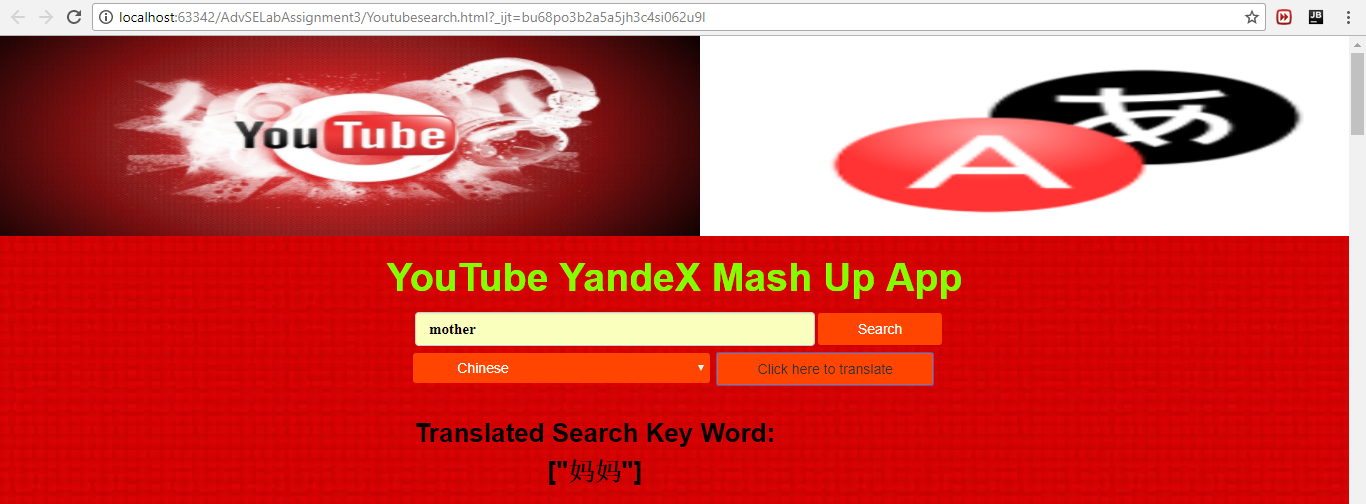 localhost:63342/AdvSELabAssignment3/Youtubesearch.html?_ijt=bu68po3b2a5a5jh3c4si062u9l
JB
YouTube
A あ
YouTube YandeX Mash Up App
mother
Search
Chinese
Click here to translate
Translated Search Key Word:
["妈妈"]